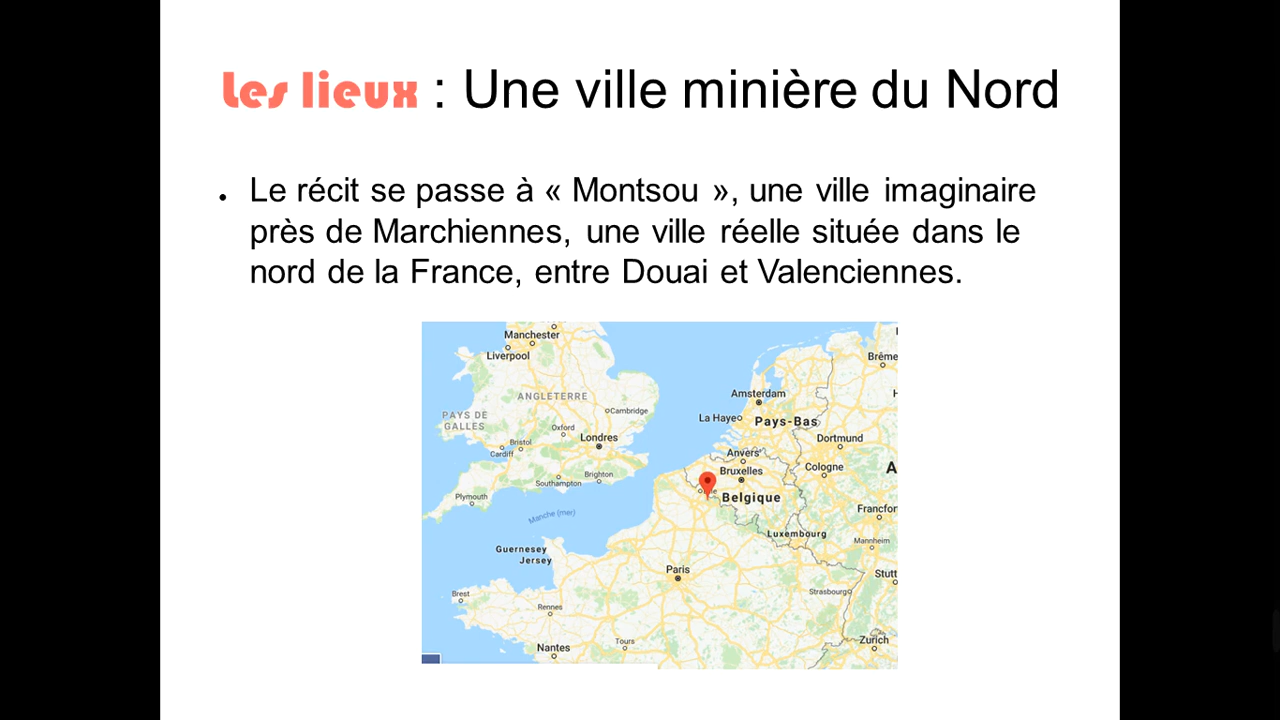 Les lieux : Une ville minière du Nord
● Le récit se passe à « Montsou », une ville imaginaire
près de Marchiennes, une ville réelle située dans le
nord de la France, entre Douai et Valenciennes.
Manchester
Liverpool
Brême
ANGLETERRE
Amsterdam
PAYS DE
GALLES
Cambridge
La Haye
Pays-Bas
Oxford
Londres
Dortmund
Bristol
Cardiff
Anvers
Cologne
A
Bruxelles
Brighton
Southampton
Plymouth
Belgique
Manche (mer)
Francfor
Luxembourg
Mannheim
Guernesey
Jersey
Paris
Stutt
Brest
Strasbourg
Rennes
Nantes
Tours
Zurich